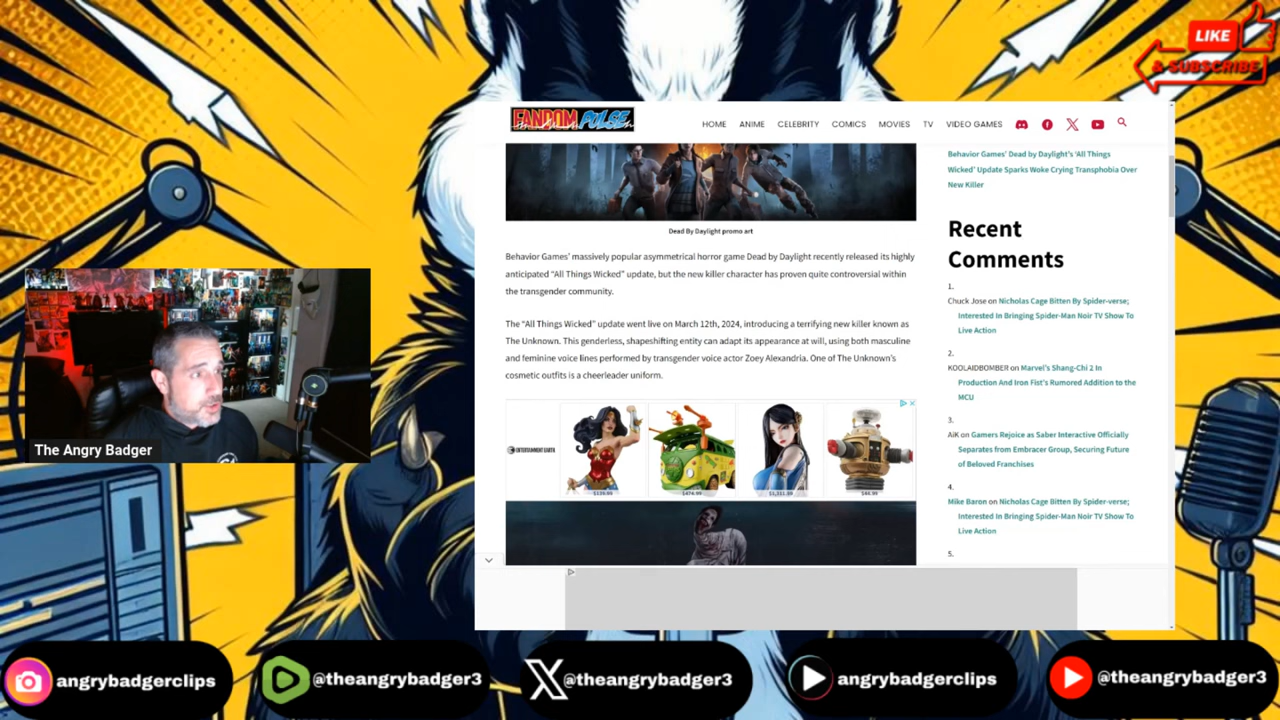 LIKE
& SUBSCRIBE
FANDOM PULSE
HOME ANIME CELEBRITY COMICS MOVIES TV VIDEO GAMES
Dead By Daylight promo art
Behavior Games' massively popular asymmetrical horror game Dead by Daylight recently released its highly
anticipated "All Things Wicked" update, but the new killer character has proven quite controversial within
the transgender community.
The "All Things Wicked" update went live on March 12th, 2024, introducing a terrifying new killer known as
The Unknown. This genderless, shapeshifting entity can adapt its appearance at will, using both masculine
and feminine voice lines performed by transgender voice actor Zoey Alexandria. One of The Unknown's
cosmetic outfits is a cheerleader uniform.
ENTERTAINMENT EARTH
Behavior Games' Dead by Daylight's 'All Things
Wicked' Update Sparks Woke Crying Transphobia Over
New Killer
Recent
Comments
1.
Chuck Jose on Nicholas Cage Bitten By Spider-verse;
Interested In Bringing Spider-Man Noir TV Show To
Live Action
2.
KOOLAIDBOMBER on Marvel's Shang-Chi 2 In
Production And Iron Fist's Rumored Addition to the
MCU
3.
AiK on Gamers Rejoice as Saber Interactive Officially
Separates from Embracer Group, Securing Future
of Beloved Franchises
4.
Mike Baron on Nicholas Cage Bitten By Spider-verse;
Interested In Bringing Spider-Man Noir TV Show To
Live Action
5.
The Angry Badger
angrybadgerclips
@theangrybadger3
@theangrybadger3
angrybadgerclips
@theangrybadger3